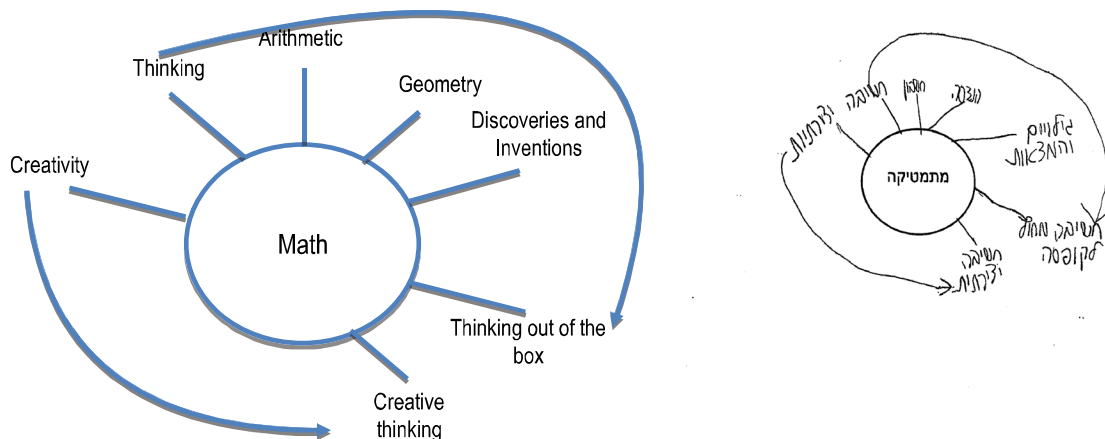 Arithmetic
Thinking
Geometry
Discoveries and
Inventions
Creativity
Math
Thinking out of the
box
Creative
thinking
חשבון
הנדסה
חשיבה
יצירתיות
גילויים
והמצאות
מתמטיקה
חשיבה מחוץ
לקופסה
חשיבה
יצירתית